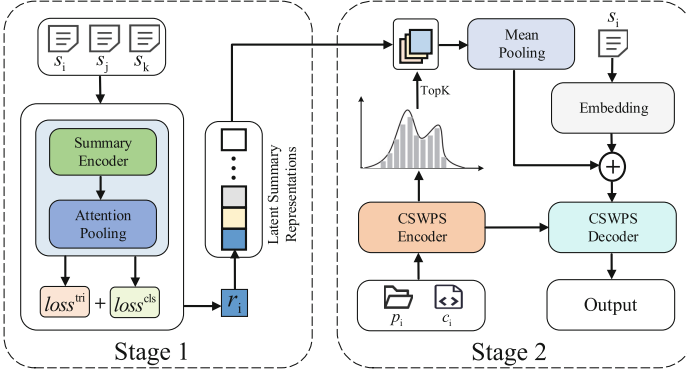 s_i s_j s_k
Summary
Encoder
Attention
Pooling
loss^tri + loss^cls
r_i
Latent Summary
Representations
Stage 1
Mean
Pooling
s_i
TopK
Embedding
CSWPS
Encoder
CSWPS
Decoder
p_i c_i
Output
Stage 2